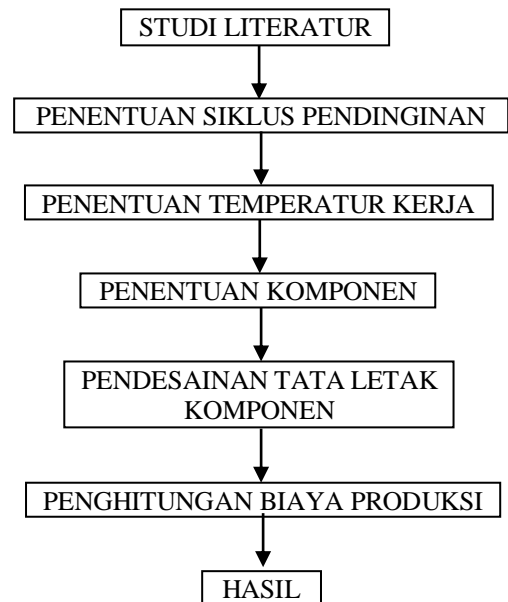 STUDI LITERATUR
PENENTUAN SIKLUS PENDINGINAN
PENENTUAN TEMPERATUR KERJA
PENENTUAN KOMPONEN
PENDESAINAN TATA LETAK
KOMPONEN
PENGHITUNGAN BIAYA PRODUKSI
HASIL